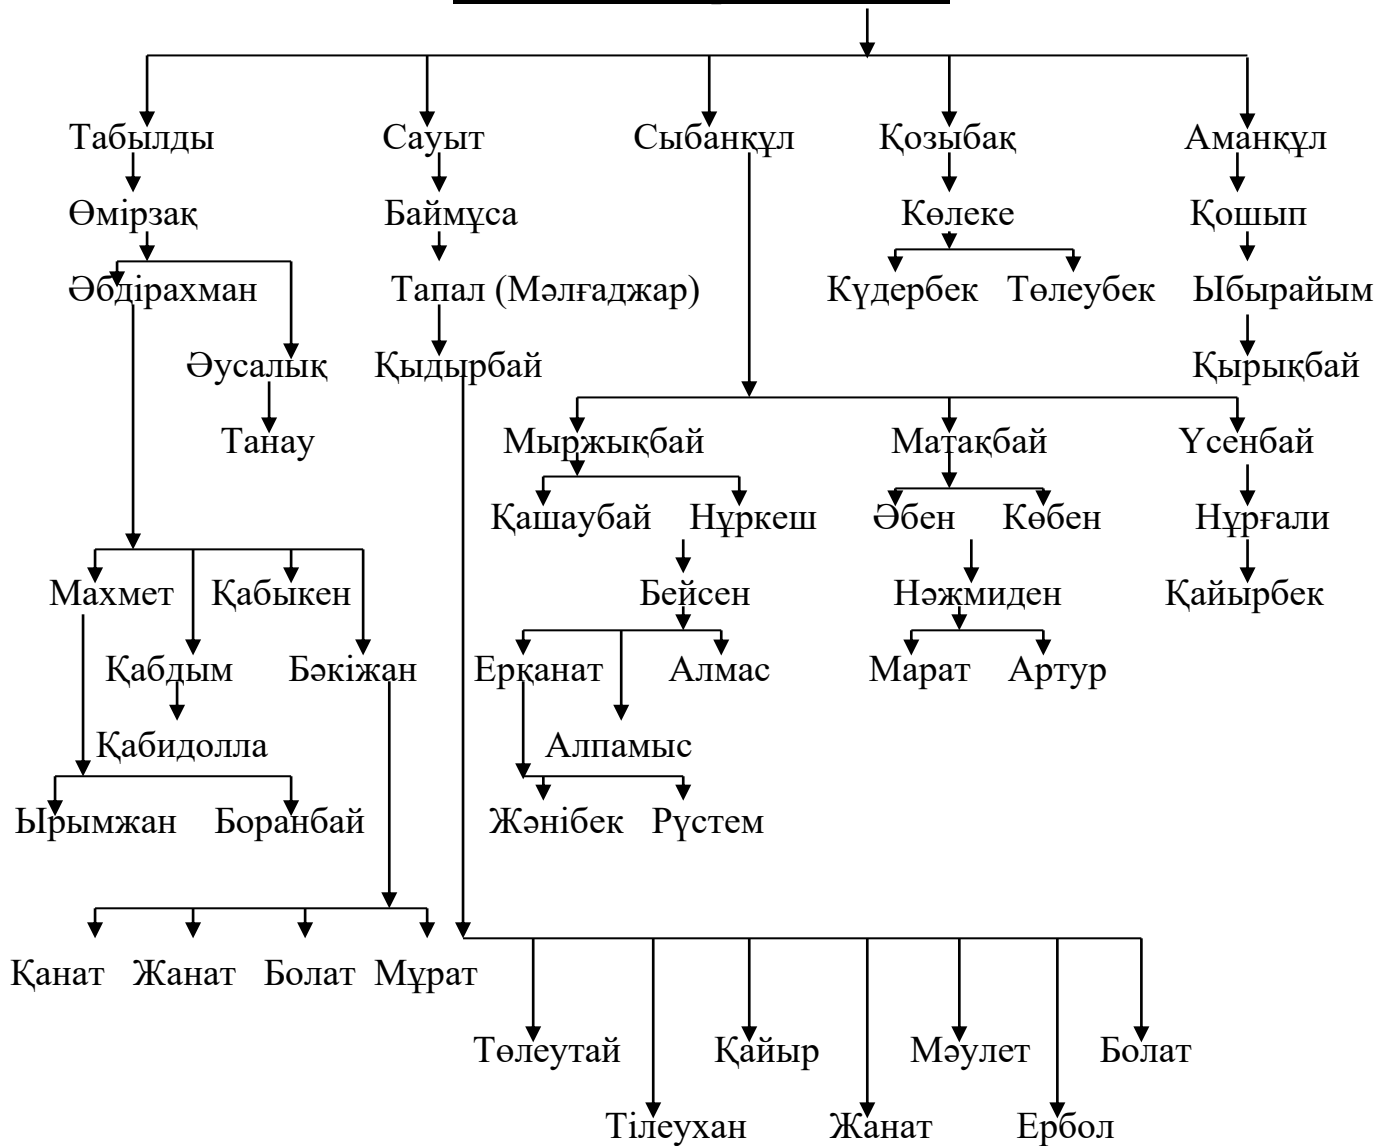 Табылды Сауыт Сыбанқұл Қозыбақ Аманқұл
Өмірзақ Баймұса Көлеке Қошып
Әбдірахман Тапал (Мәлғаджар) Күдербек Төлеубек Ыбырайым
Әусалық Қыдырбай Қырықбай
Танау Мыржықбай Матақбай Үсенбай
Қашаубай Нұркеш Әбен Көбен Нұрғали
Махмет Қабыкен Бейсен Нәжмиден Қайырбек
Қабдым Бәкіжан Ерқанат Алмас Марат Артур
Қабидолла Алпамыс
Ырымжан Боранбай Жәнібек Рүстем
Қанат Жанат Болат Мұрат
Төлеутай Қайыр Мәулет Болат
Тілеухан Жанат Ербол